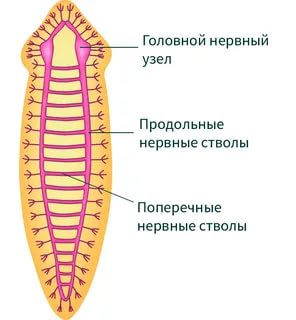 Головной нервный
узел
Продольные
нервные стволы
Поперечные
нервные стволы